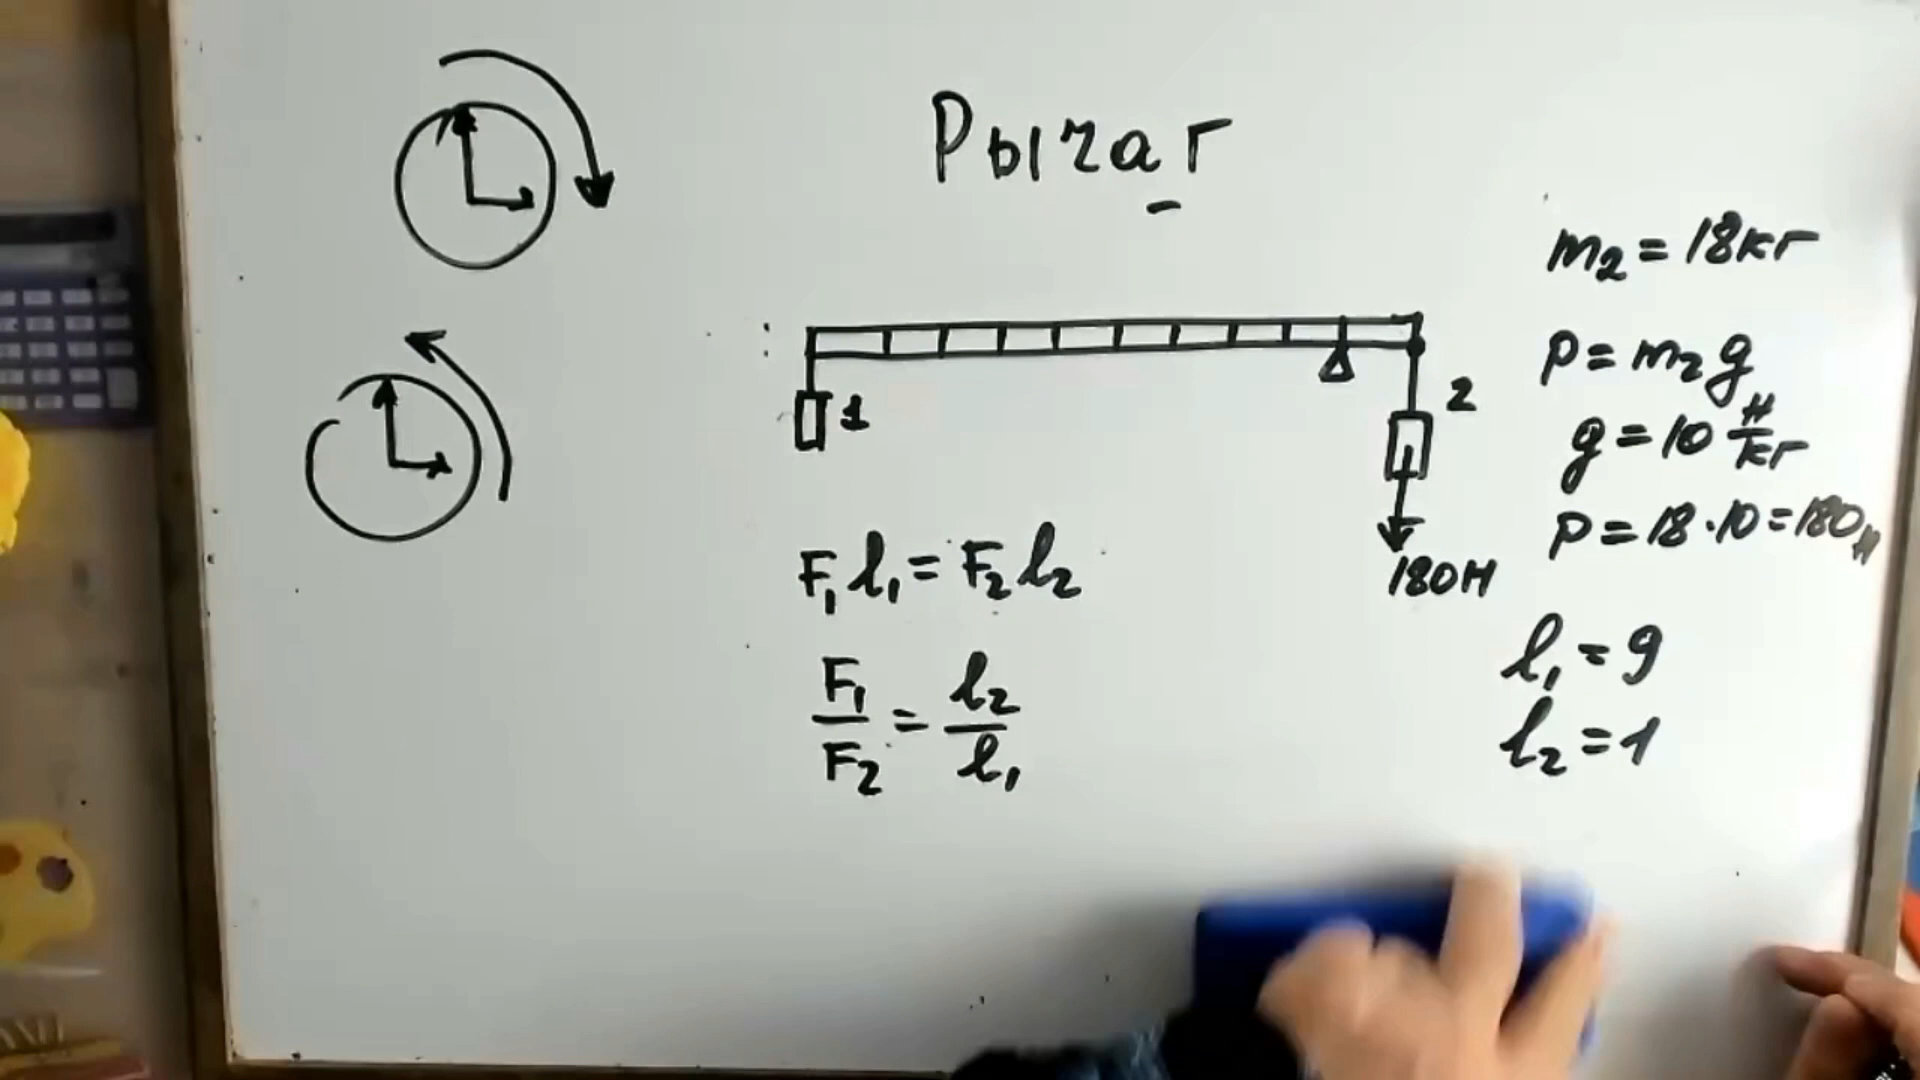 Рычаг
m₂ = 18кг
P = m₂g
g = 10 Н/кг
P = 18 · 10 = 180Н
1
2
180Н
F₁l₁ = F₂l₂
F₁/F₂ = l₂/l₁
l₁ = 9
l₂ = 1